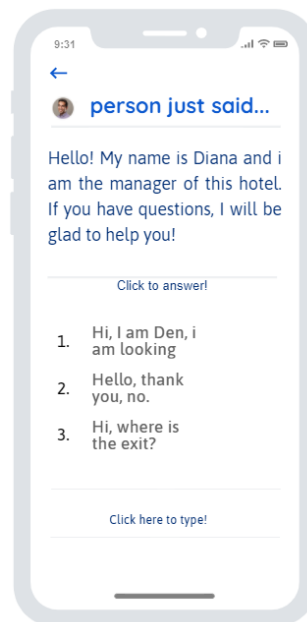 9:31
person just said...
Hello! My name is Diana and i
am the manager of this hotel.
If you have questions, I will be
glad to help you!
Click to answer!
1. Hi, I am Den, i
am looking
2. Hello, thank
you, no.
3. Hi, where is
the exit?
Click here to type!